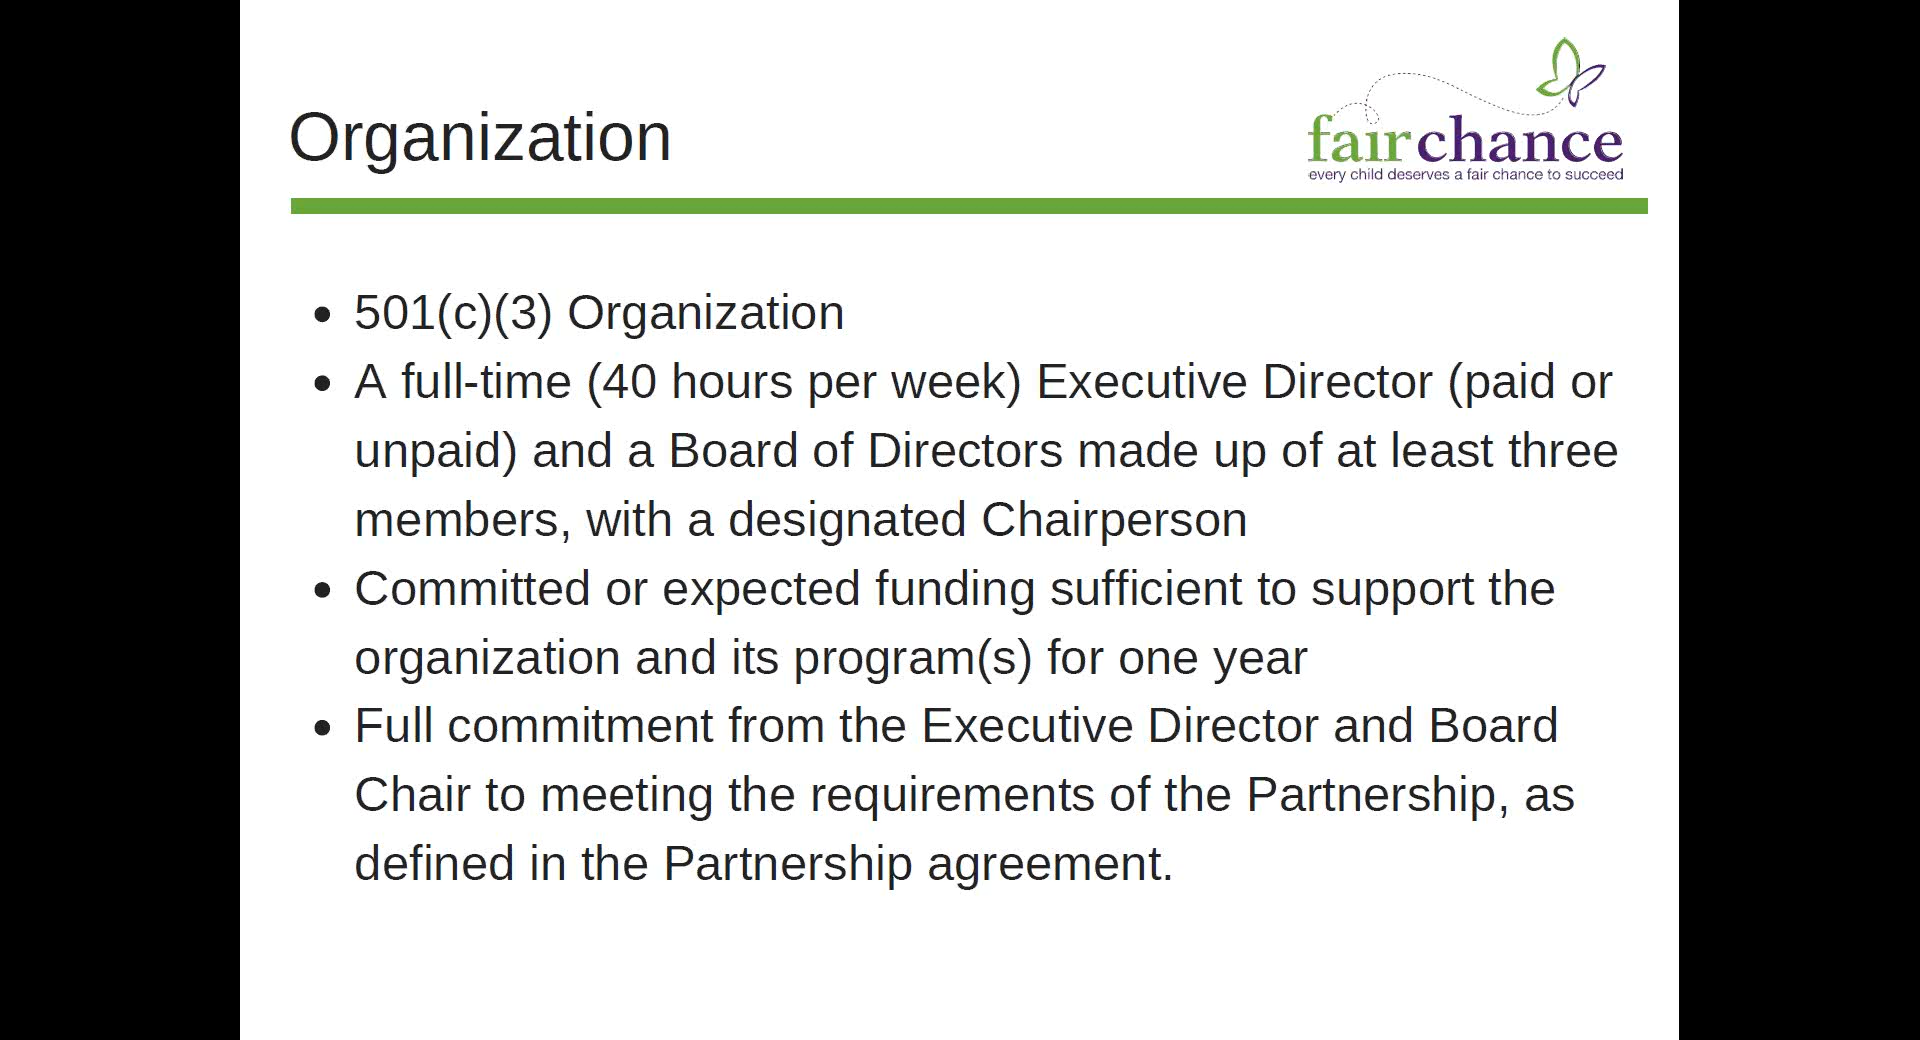 Organization
fairchance
every child deserves a fair chance to succeed
• 501(c)(3) Organization
• A full-time (40 hours per week) Executive Director (paid or
unpaid) and a Board of Directors made up of at least three
members, with a designated Chairperson
• Committed or expected funding sufficient to support the
organization and its program(s) for one year
• Full commitment from the Executive Director and Board
Chair to meeting the requirements of the Partnership, as
defined in the Partnership agreement.